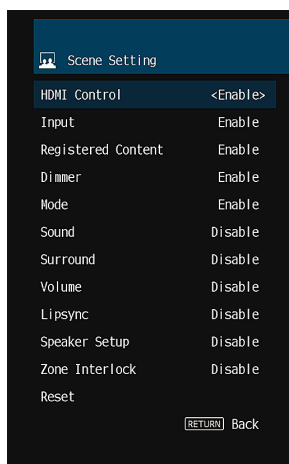 Scene Setting
HDMI Control <Enable>
Input Enable
Registered Content Enable
Dimmer Enable
Mode Enable
Sound Disable
Surround Disable
Volume Disable
Lipsync Disable
Speaker Setup Disable
Zone Interlock Disable
Reset
RETURN Back